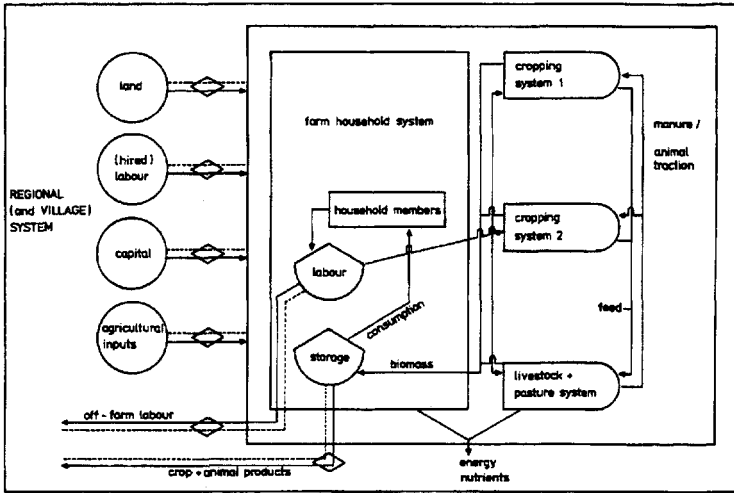 land
(hired)
labour
REGIONAL
(and VILLAGE)
SYSTEM
capital
agricultural
inputs
off-farm labour
crop + animal products
farm household system
household members
labour
consumption
storage
biomass
cropping
system 1
manure /
animal
traction
cropping
system 2
feed
livestock +
pasture system
energy
nutrients